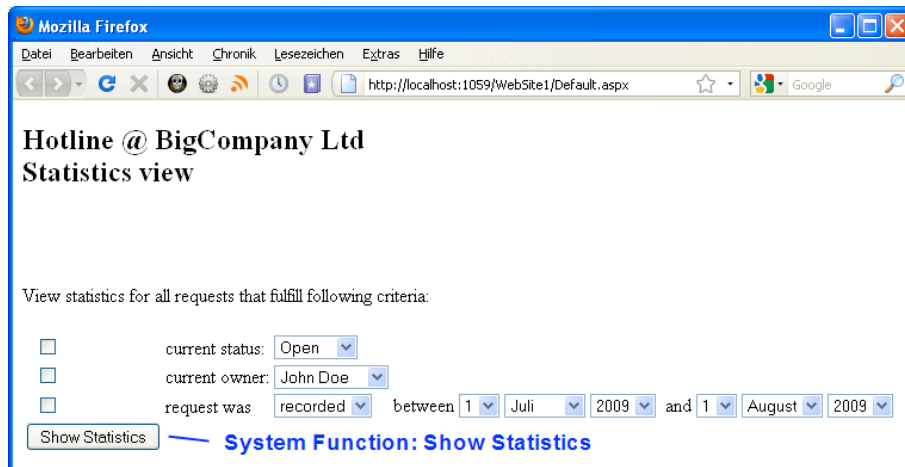 Mozilla Firefox
Datei Bearbeiten Ansicht Chronik Lesezeichen Extras Hilfe
http://localhost:1059/WebSite1/Default.aspx Google
Hotline @ BigCompany Ltd
Statistics view
View statistics for all requests that fulfill following criteria:
current status: Open
current owner: John Doe
request was recorded between 1 Juli 2009 and 1 August 2009
Show Statistics System Function: Show Statistics